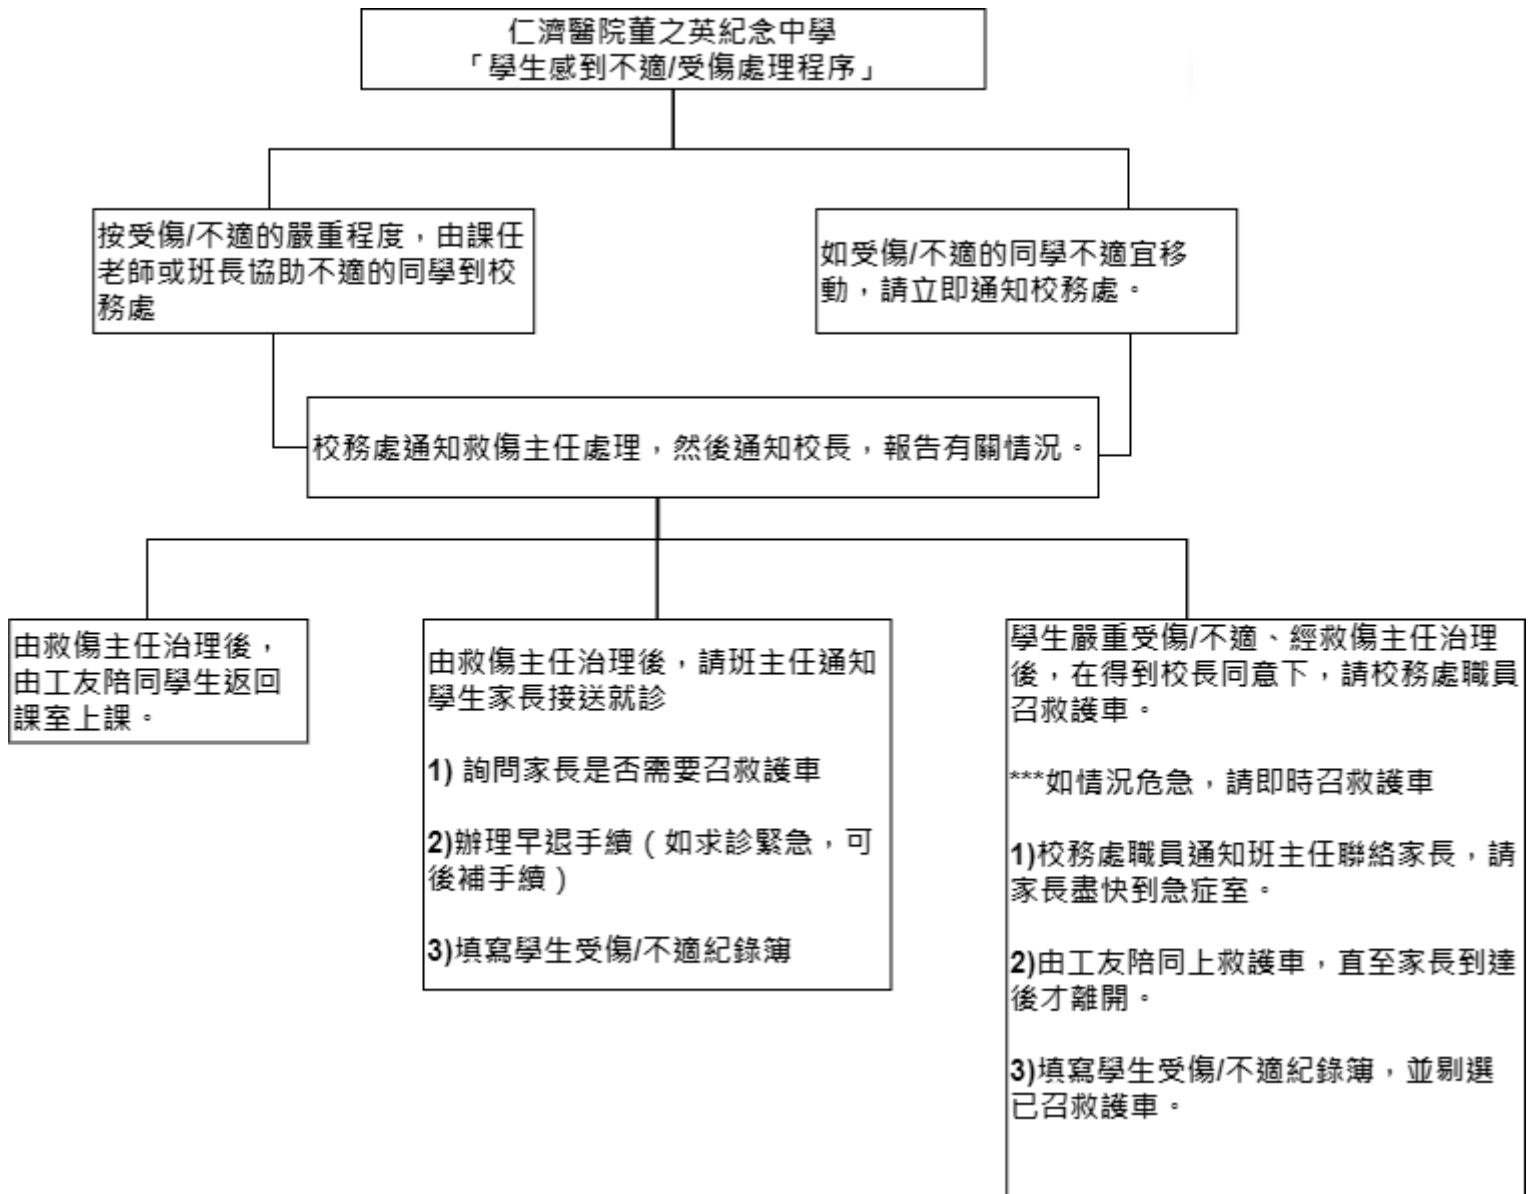 仁濟醫院董之英紀念中學
「學生感到不適/受傷處理程序」
按受傷/不適的嚴重程度，由課任
老師或班長協助不適的同學到校
務處
如受傷/不適的同學不適宜移
動，請立即通知校務處。
校務處通知救傷主任處理，然後通知校長，報告有關情況。
由救傷主任治理後，
由工友陪同學生返回
課室上課。
由救傷主任治理後，請班主任通知
學生家長接送就診
1) 詢問家長是否需要召救護車
2)辦理早退手續（如求診緊急，可
後補手續）
3)填寫學生受傷/不適紀錄簿
學生嚴重受傷/不適、經救傷主任治理
後，在得到校長同意下，請校務處職員
召救護車。
***如情況危急，請即時召救護車
1)校務處職員通知班主任聯絡家長，請
家長盡快到急症室。
2)由工友陪同上救護車，直至家長到達
後才離開。
3)填寫學生受傷/不適紀錄簿，並剔選
已召救護車。